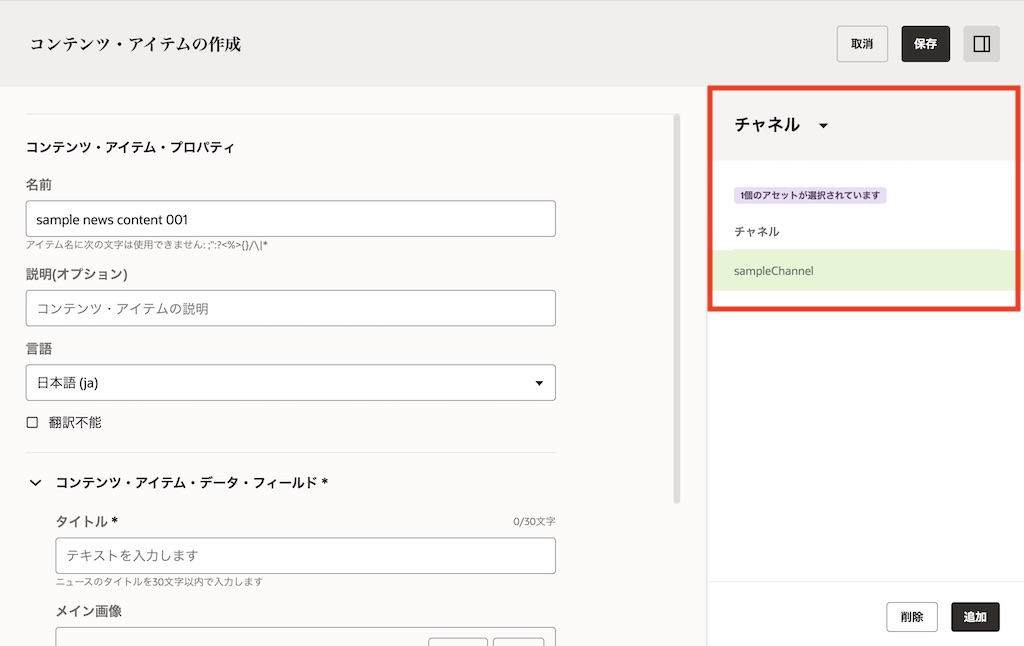 コンテンツ・アイテムの作成
取消
保存
コンテンツ・アイテム・プロパティ
名前
sample news content 001
アイテム名に次の文字は使用できません: ;":?<%>{}/\|*
説明(オプション)
コンテンツ・アイテムの説明
言語
日本語 (ja)
翻訳不能
コンテンツ・アイテム・データ・フィールド *
タイトル *
0/30文字
テキストを入力します
ニュースのタイトルを30文字以内で入力します
メイン画像
チャネル
1個のアセットが選択されています
チャネル
sampleChannel
削除
追加